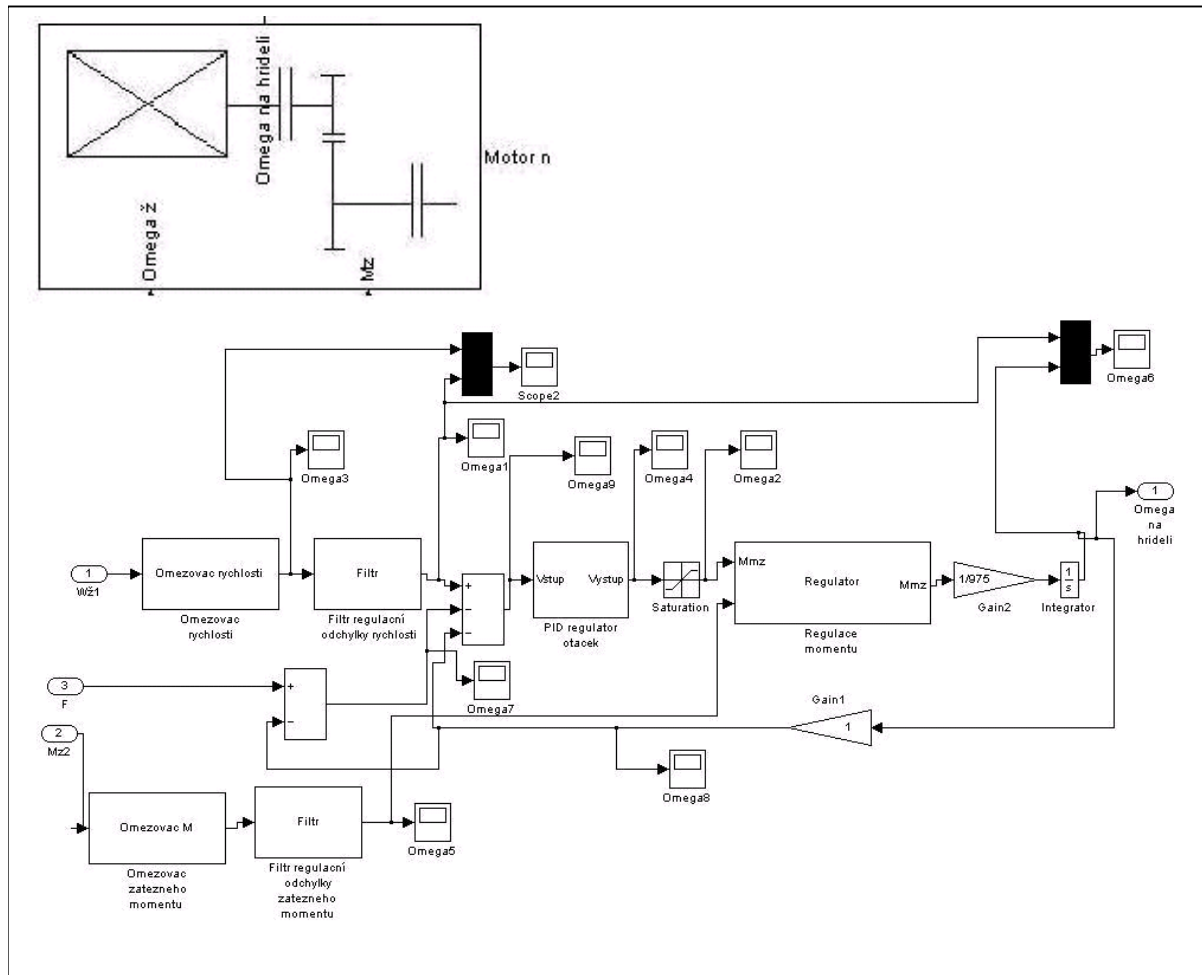 Omega na hrideli
Motor n
Omega ž
Mz
Scope2
Omega6
Omega3
Omega1
Omega9
Omega4
Omega2
1
Omega
na
hrideli
1
Wž1
Omezovac rychlosti
Omezovac
rychlosti
Filtr
Filtr regulacní
odchylky rychlosti
+
−
−
Vstup
Vystup
PID regulator
otacek
Saturation
Mmz
Regulator
Mmz
Regulace
momentu
1/975
Gain2
1
s
Integrator
3
F
+
−
Omega7
Gain1
1
2
Mz2
Omega8
Omezovac M
Omezovac
zatezneho
momentu
Filtr
Filtr regulacní
odchylky
zatezneho
momentu
Omega5